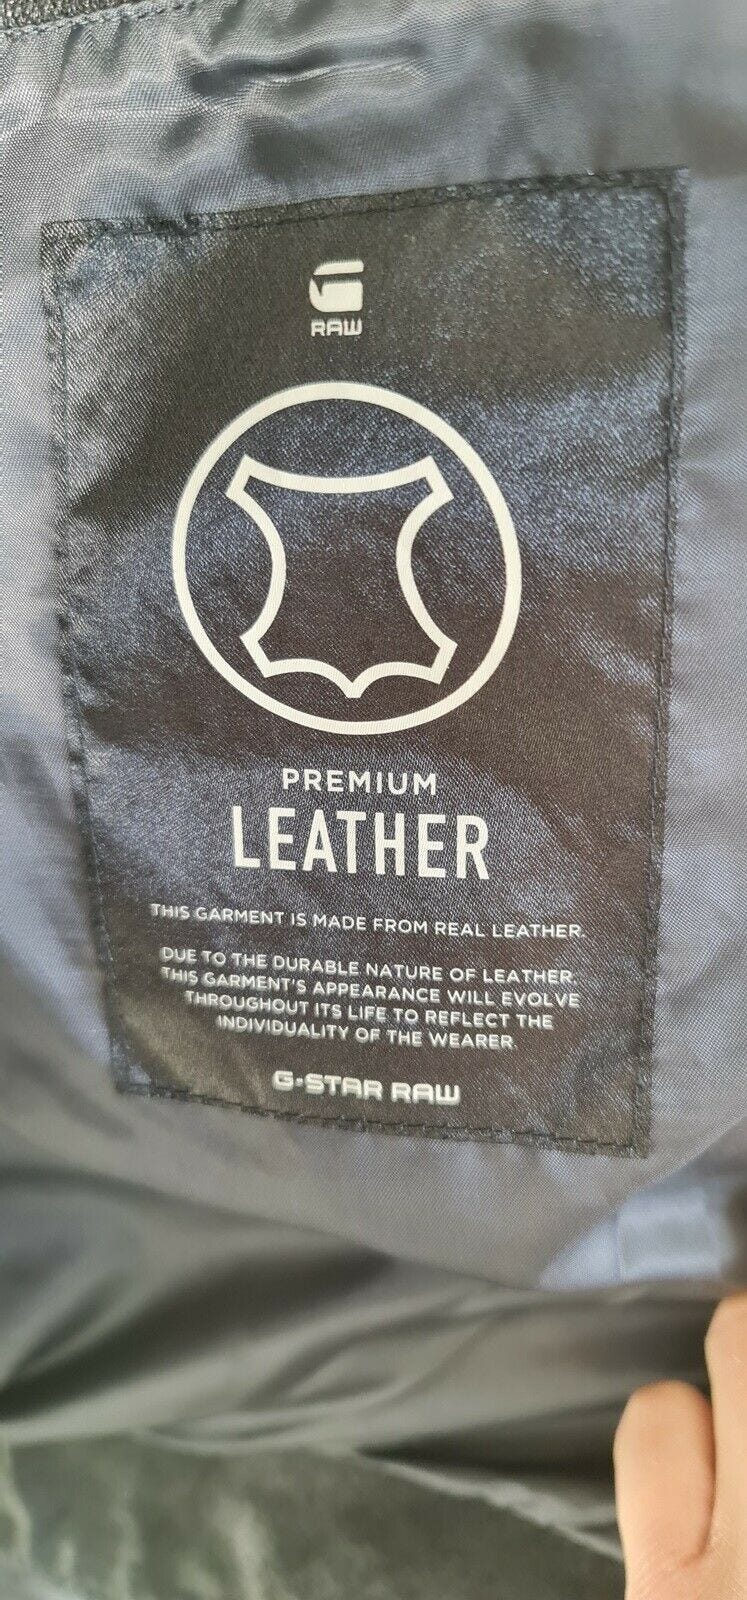 RAW
PREMIUM
LEATHER
THIS GARMENT IS MADE FROM REAL LEATHER.
DUE TO THE DURABLE NATURE OF LEATHER.
THIS GARMENT'S APPEARANCE WILL EVOLVE
THROUGHOUT ITS LIFE TO REFLECT THE
INDIVIDUALITY OF THE WEARER.
G-STAR RAW